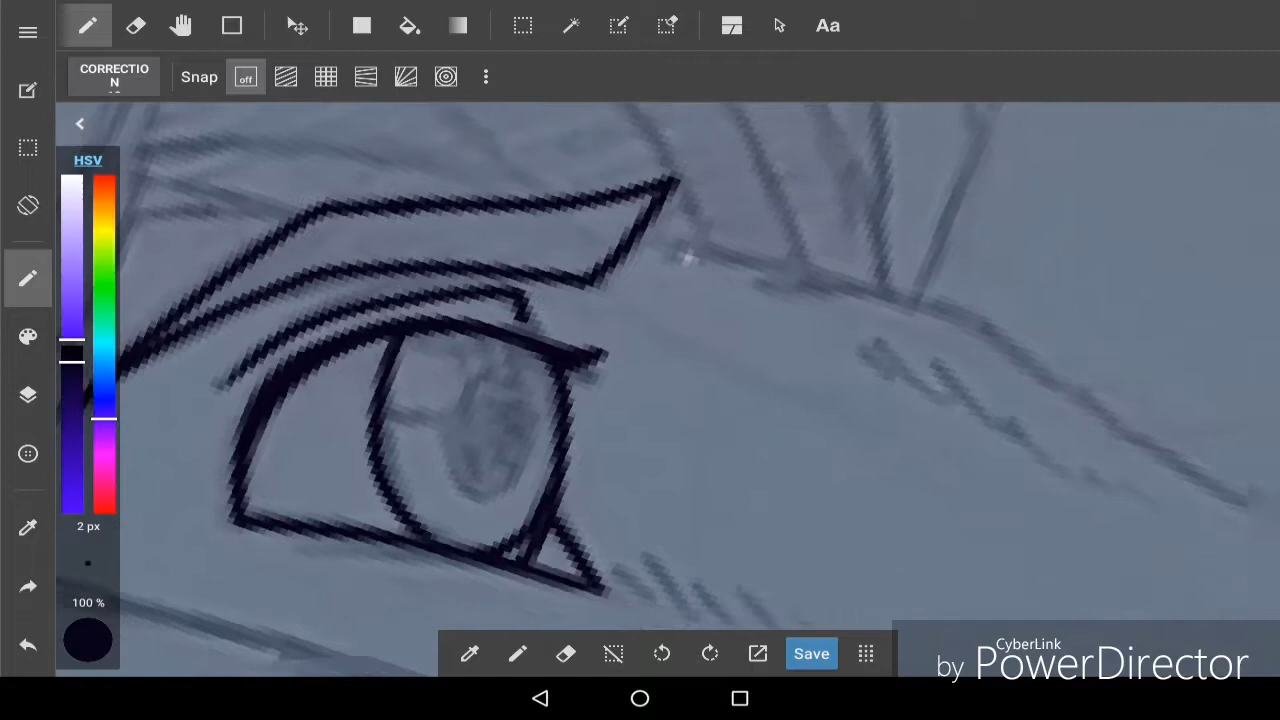 Aa
CORRECTIO
N
Snap
off
HSV
2 px
100 %
Save
CyberLink
by PowerDirector